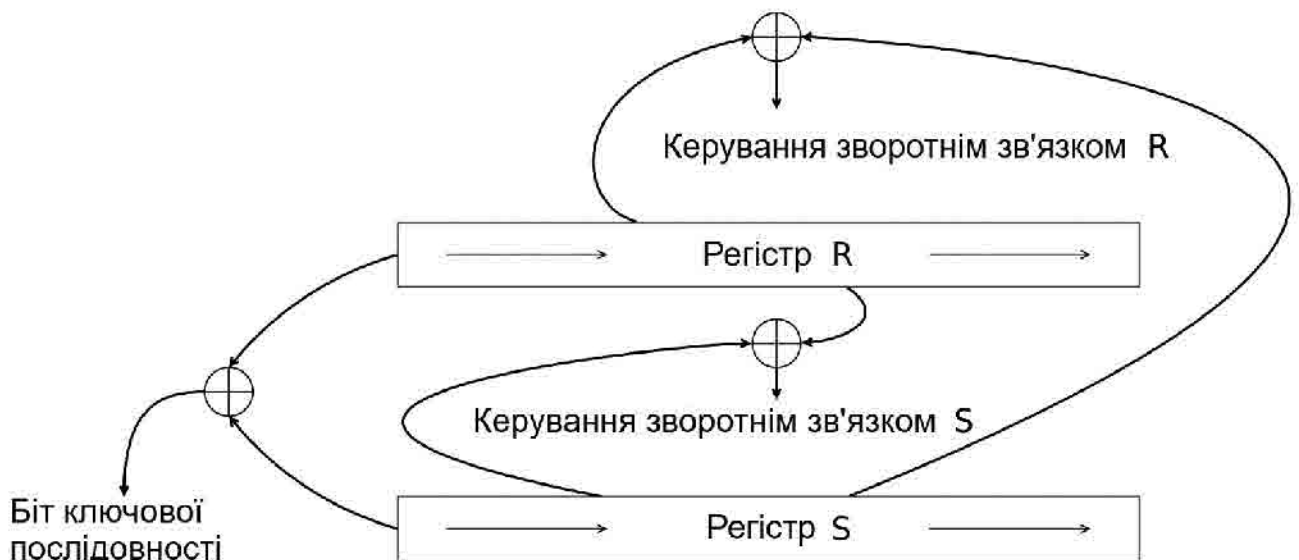 Керування зворотнім зв'язком R
Регістр R
Керування зворотнім зв'язком S
Біт ключової
послідовності
Регістр S